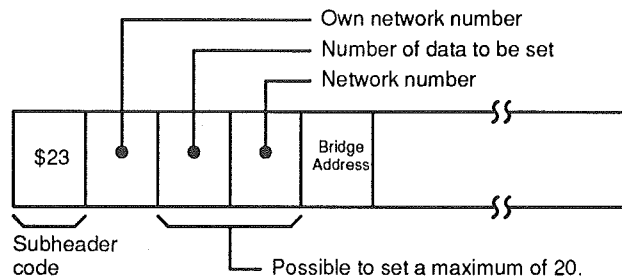 Own network number
Number of data to be set
Network number
$23
Bridge
Address
Subheader
code
Possible to set a maximum of 20.